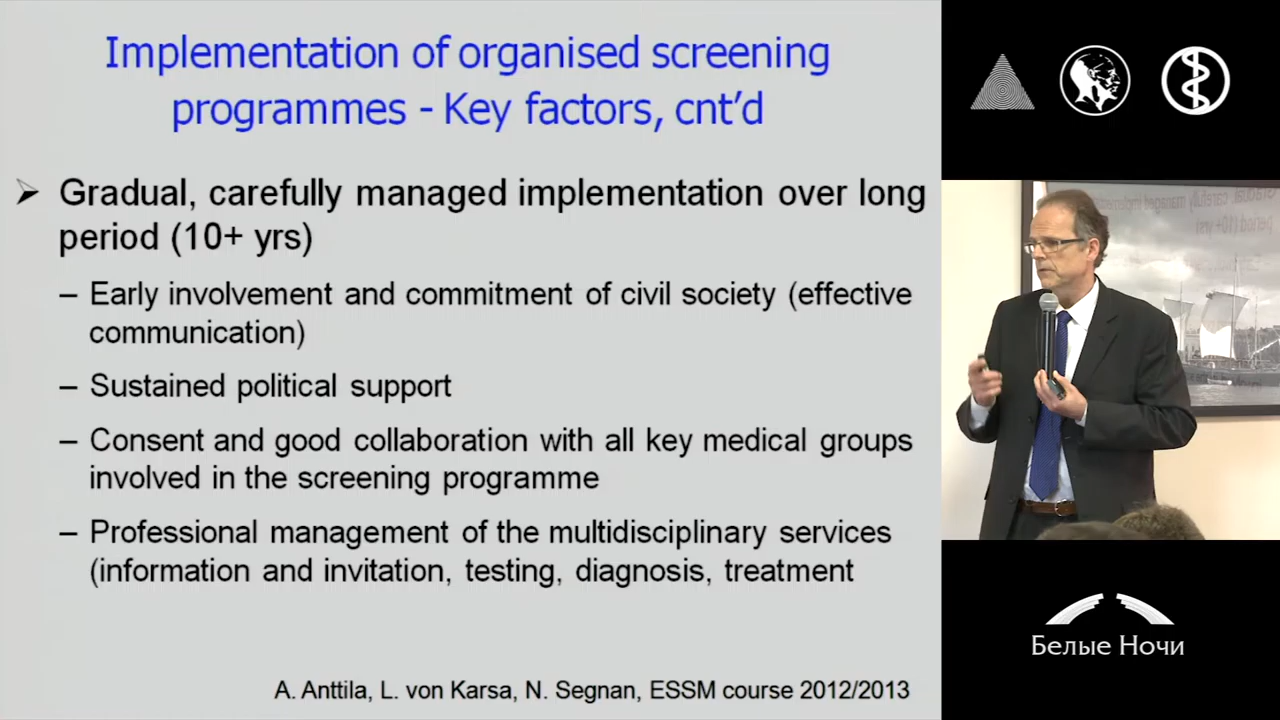 Implementation of organised screening
programmes - Key factors, cnt'd
➢ Gradual, carefully managed implementation over long
period (10+ yrs)
– Early involvement and commitment of civil society (effective
communication)
– Sustained political support
– Consent and good collaboration with all key medical groups
involved in the screening programme
– Professional management of the multidisciplinary services
(information and invitation, testing, diagnosis, treatment
A. Anttila, L. von Karsa, N. Segnan, ESSM course 2012/2013
Белые Ночи